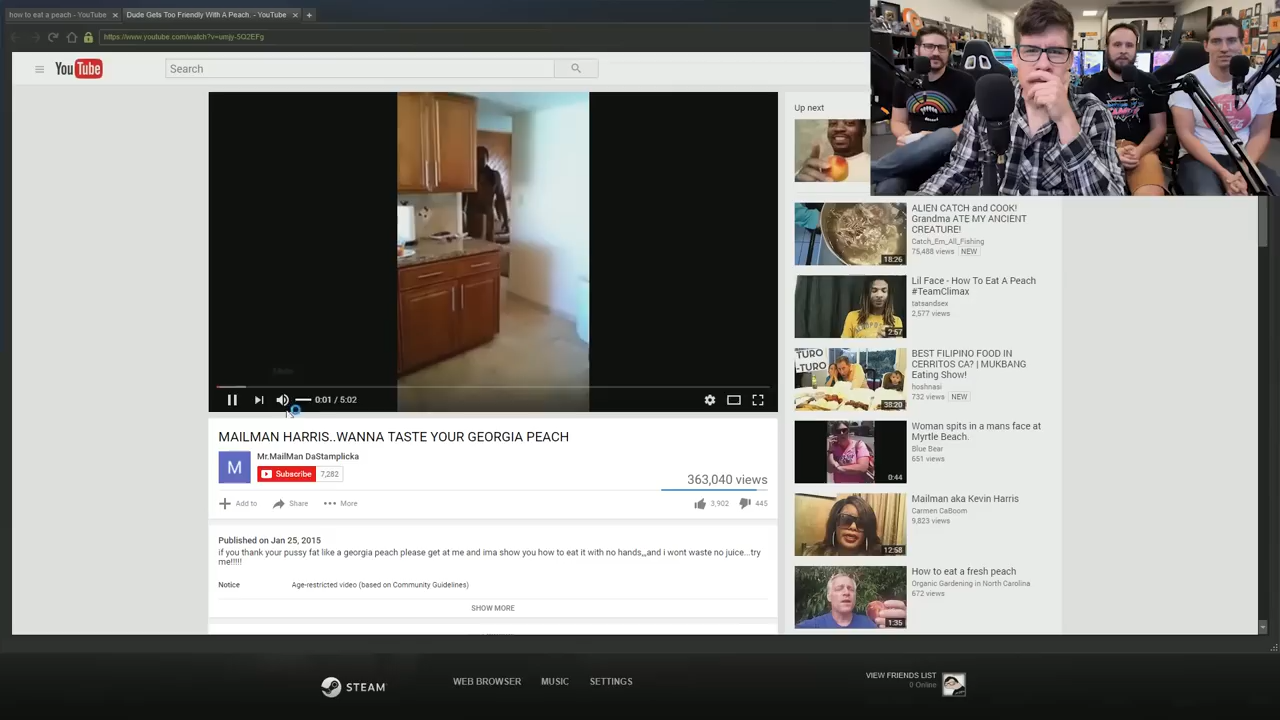 how to eat a peach - YouTube
Dude Gets Too Friendly With A Peach. - YouTube
YouTube
Search
Up next
ALIEN CATCH and COOK!
Grandma ATE MY ANCIENT
CREATURE!
Catch_Em_All_Fishing
75,488 views NEW
18:26
Lil Face - How To Eat A Peach
#TeamClimax
tatsandsex
2,577 views
2:57
BEST FILIPINO FOOD IN
CERRITOS CA? | MUKBANG
Eating Show!
hoshnasi
732 views NEW
38:20
Woman spits in a mans face at
Myrtle Beach.
Blue Bear
651 views
0:44
Mailman aka Kevin Harris
Carmen CaBoom
9,823 views
12:58
How to eat a fresh peach
Organic Gardening in North Carolina
672 views
1:35
0:01 / 5:02
MAILMAN HARRIS..WANNA TASTE YOUR GEORGIA PEACH
M
Mr.MailMan DaStamplicka
Subscribe 7,282
363,040 views
Add to Share More
3,902 445
Published on Jan 25, 2015
if you thank your pussy fat like a georgia peach please get at me and ima show you how to eat it with no hands,,,and i wont waste no juice...try
me!!!!!
Notice Age-restricted video (based on Community Guidelines)
SHOW MORE
STEAM
WEB BROWSER MUSIC SETTINGS
VIEW FRIENDS LIST
0 Online